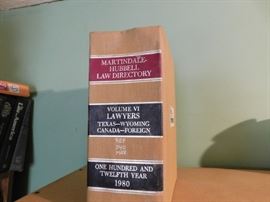 MARTINDALE-
HUBBELL
LAW DIRECTORY
VOLUME VI
LAWYERS
TEXAS—WYOMING
CANADA—FOREIGN
ONE HUNDRED AND
TWELFTH YEAR
1980